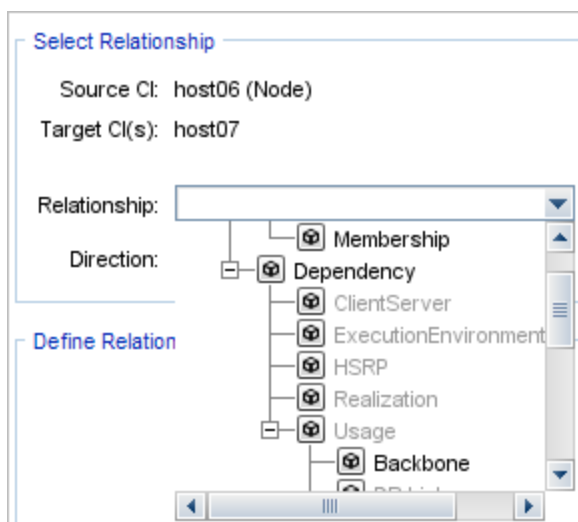 Select Relationship
Source CI: host06 (Node)
Target CI(s): host07
Relationship:
Membership
Direction:
Dependency
ClientServer
ExecutionEnvironment
HSRP
Define Relation
Realization
Usage
Backbone